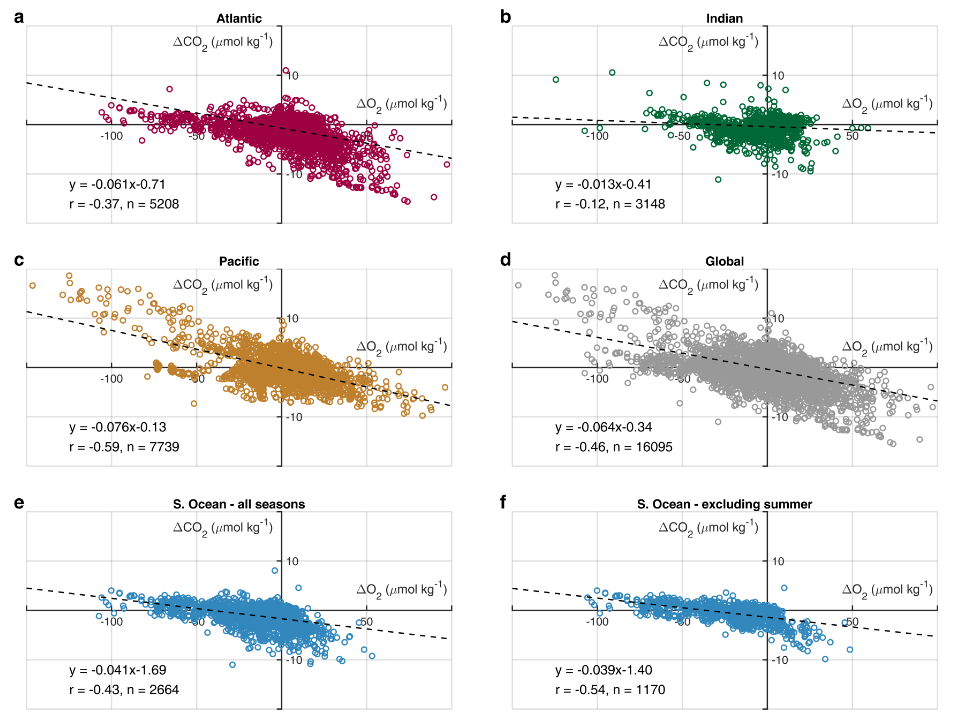 a
Atlantic
ΔCO₂ (μmol kg⁻¹)
10
ΔO₂ (μmol kg⁻¹)
-100
-50
50
-10
y = -0.061x-0.71
r = -0.37, n = 5208
b
Indian
ΔCO₂ (μmol kg⁻¹)
10
ΔO₂ (μmol kg⁻¹)
-100
-50
50
-10
y = -0.013x-0.41
r = -0.12, n = 3148
c
Pacific
ΔCO₂ (μmol kg⁻¹)
10
ΔO₂ (μmol kg⁻¹)
-100
-50
50
-10
y = -0.076x-0.13
r = -0.59, n = 7739
d
Global
ΔCO₂ (μmol kg⁻¹)
10
ΔO₂ (μmol kg⁻¹)
-100
-50
50
-10
y = -0.064x-0.34
r = -0.46, n = 16095
e
S. Ocean - all seasons
ΔCO₂ (μmol kg⁻¹)
10
ΔO₂ (μmol kg⁻¹)
-100
-50
50
-10
y = -0.041x-1.69
r = -0.43, n = 2664
f
S. Ocean - excluding summer
ΔCO₂ (μmol kg⁻¹)
10
ΔO₂ (μmol kg⁻¹)
-100
-50
50
-10
y = -0.039x-1.40
r = -0.54, n = 1170